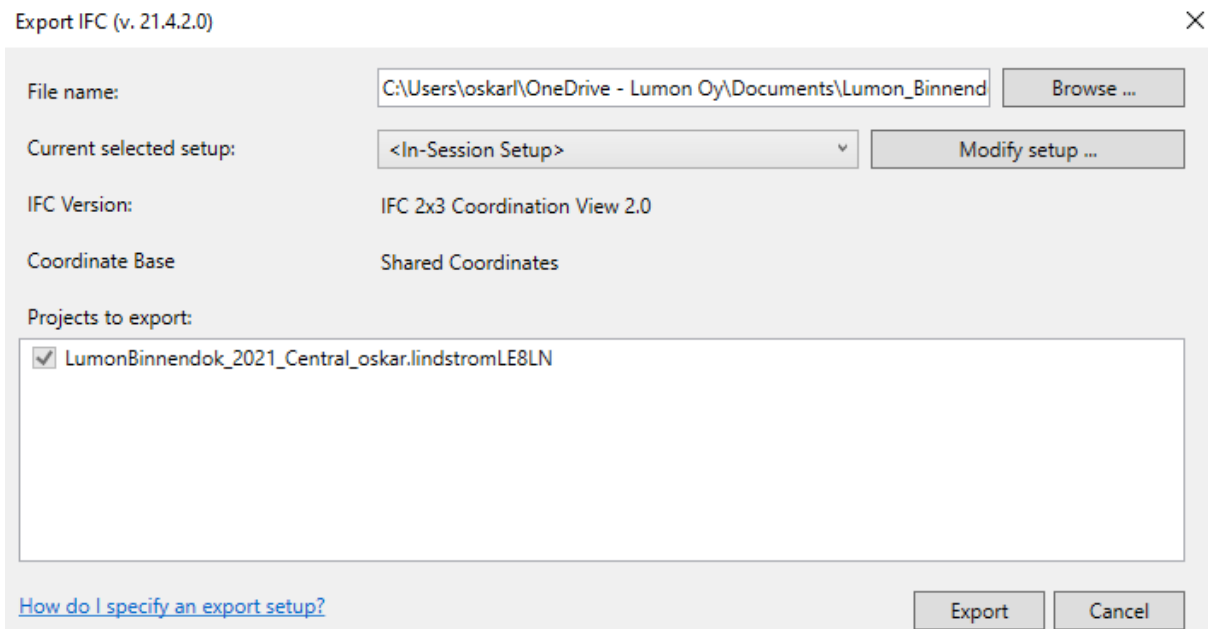 Export IFC (v. 21.4.2.0)
File name: C:\Users\oskarl\OneDrive - Lumon Oy\Documents\Lumon_Binnend Browse ...
Current selected setup: <In-Session Setup> Modify setup ...
IFC Version: IFC 2x3 Coordination View 2.0
Coordinate Base Shared Coordinates
Projects to export:
LumonBinnendok_2021_Central_oskar.lindstromLE8LN
How do I specify an export setup? Export Cancel